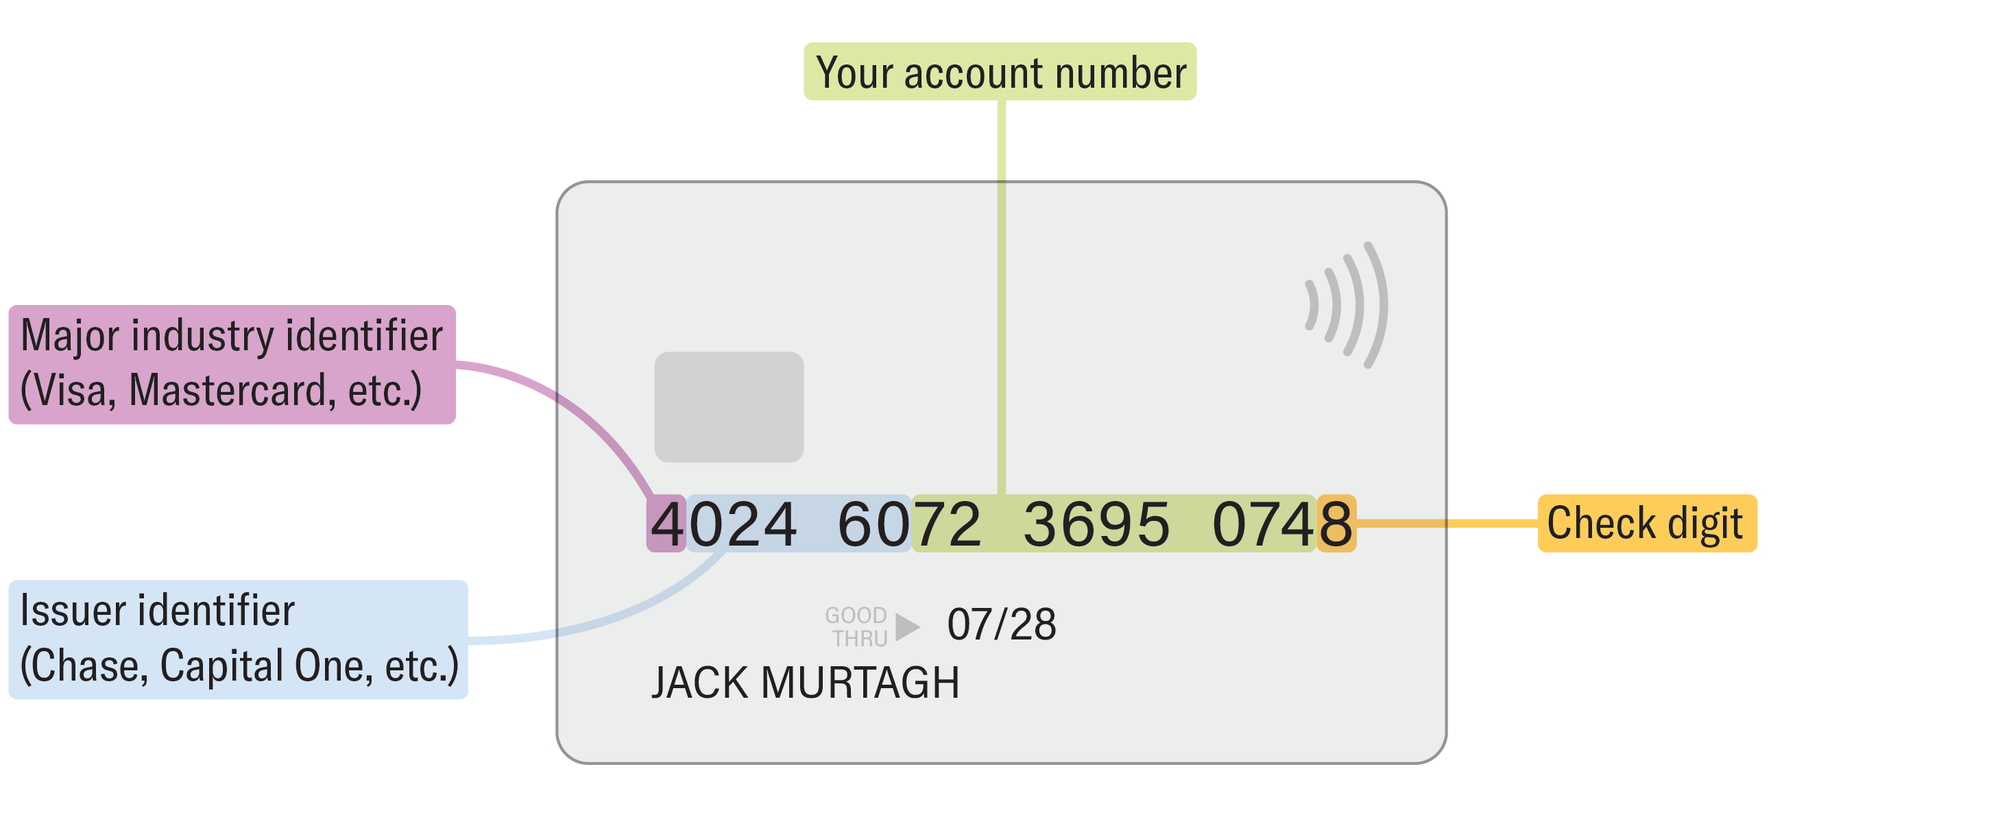 Your account number
Major industry identifier
(Visa, Mastercard, etc.)
4024 6072 3695 0748
Check digit
Issuer identifier
(Chase, Capital One, etc.)
GOOD
THRU
07/28
JACK MURTAGH